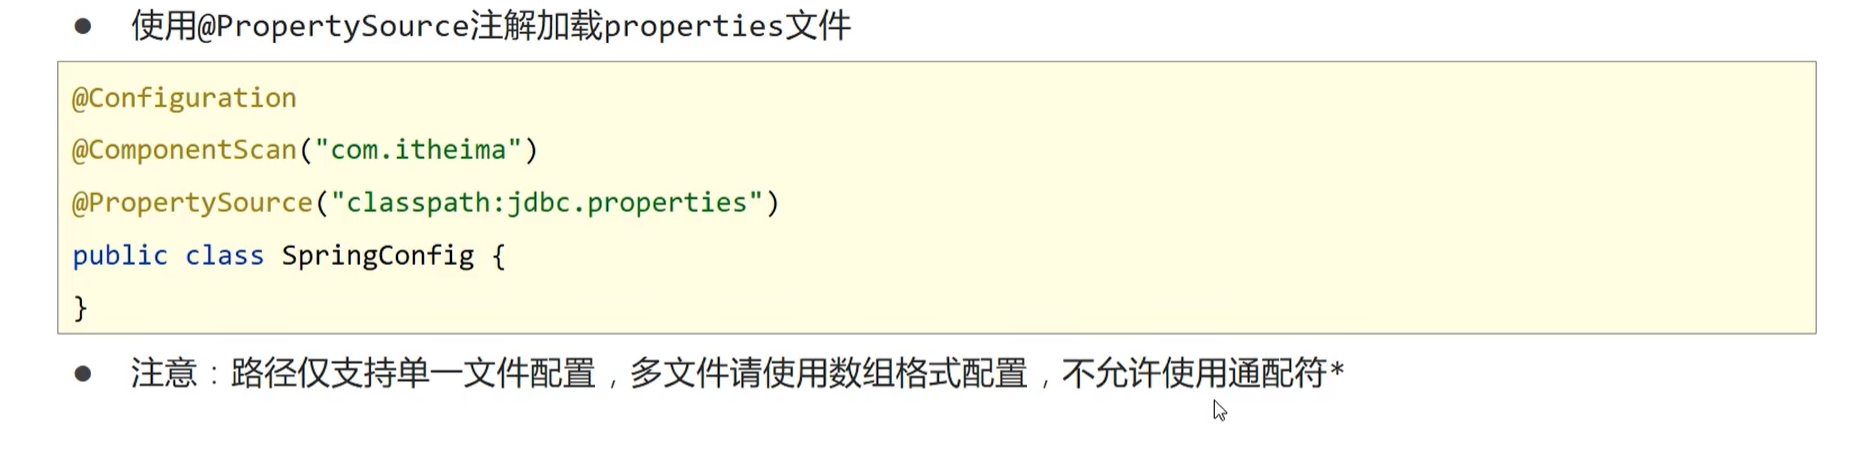 ● 使用@PropertySource注解加载properties文件
@Configuration
@ComponentScan("com.itheima")
@PropertySource("classpath:jdbc.properties")
public class SpringConfig {
}
● 注意：路径仅支持单一文件配置，多文件请使用数组格式配置，不允许使用通配符*